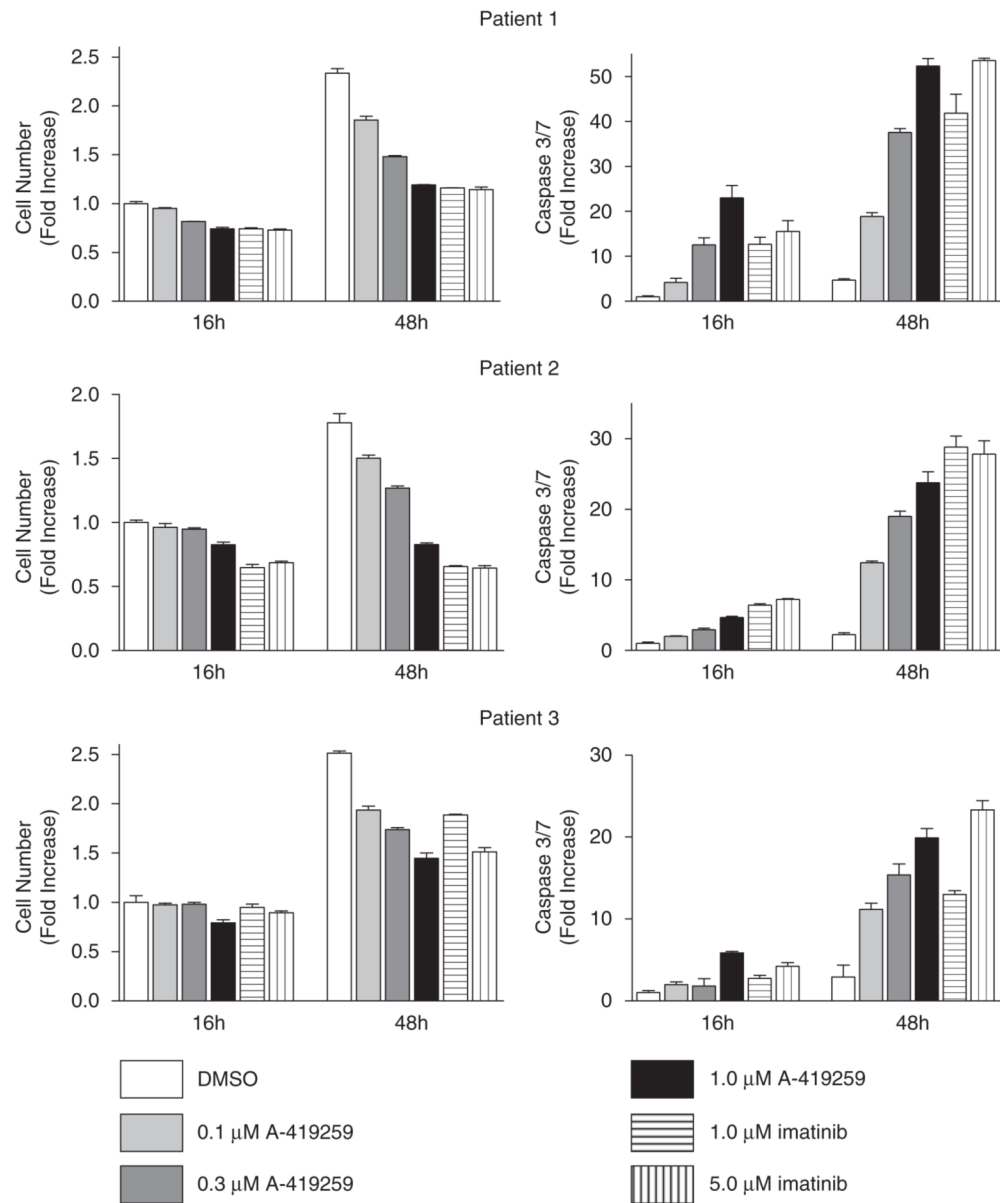 Patient 1
Cell Number
(Fold Increase)
2.5
2.0
1.5
1.0
0.5
0.0
16h
48h
Caspase 3/7
(Fold Increase)
50
40
30
20
10
0
16h
48h
Patient 2
Cell Number
(Fold Increase)
2.0
1.5
1.0
0.5
0.0
16h
48h
Caspase 3/7
(Fold Increase)
30
20
10
0
16h
48h
Patient 3
Cell Number
(Fold Increase)
2.5
2.0
1.5
1.0
0.5
0.0
16h
48h
Caspase 3/7
(Fold Increase)
30
20
10
0
16h
48h
DMSO
0.1 μM A-419259
0.3 μM A-419259
1.0 μM A-419259
1.0 μM imatinib
5.0 μM imatinib